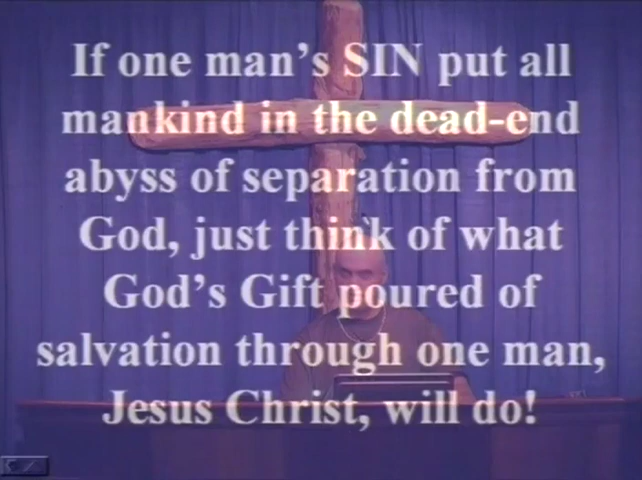 If one man's SIN put all
mankind in the dead-end
abyss of separation from
God, just think of what
God's Gift poured of
salvation through one man,
Jesus Christ, will do!